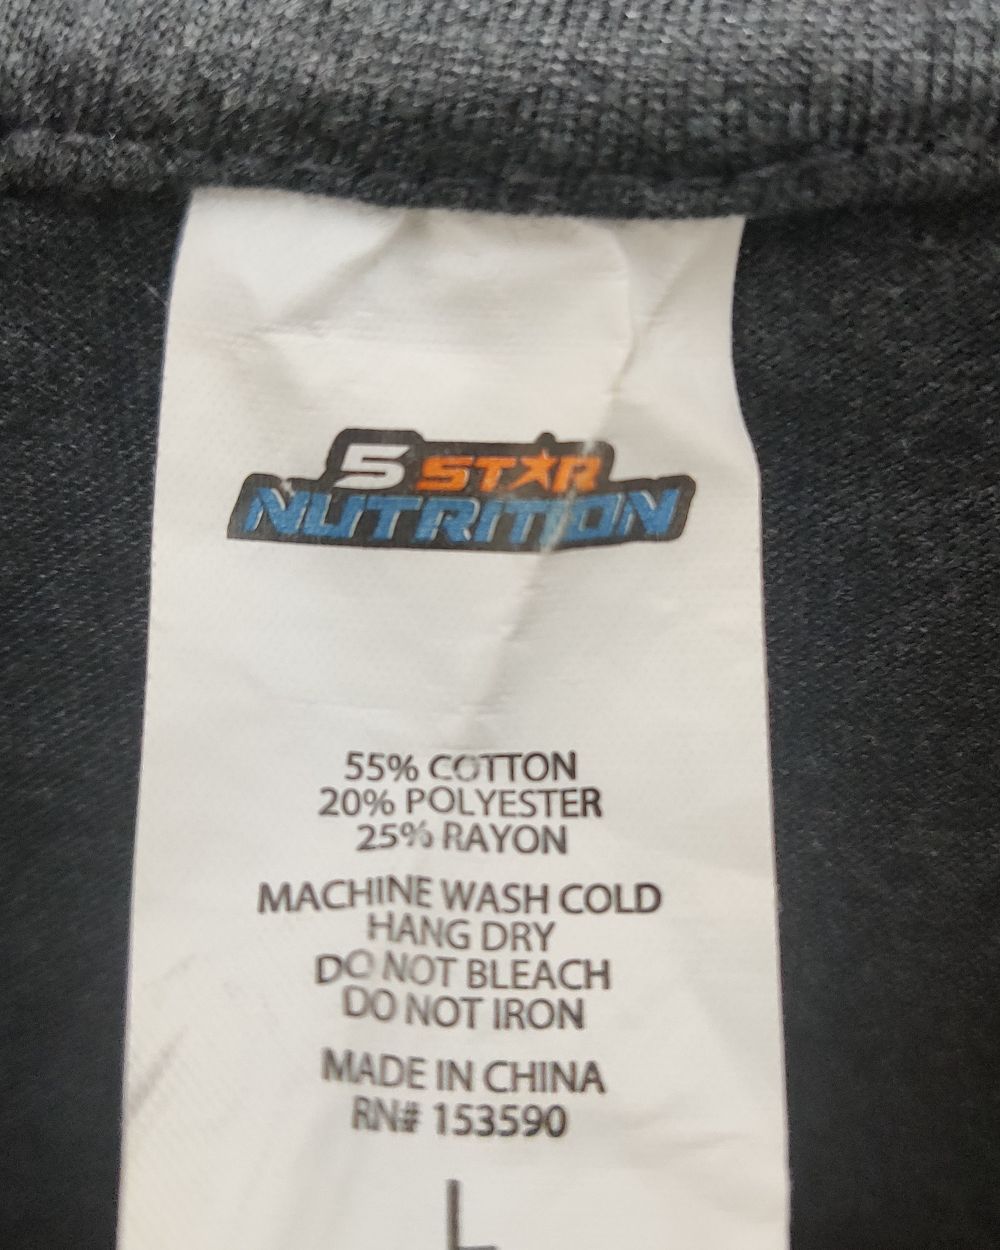 5 STAR
NUTRITION
55% COTTON
20% POLYESTER
25% RAYON
MACHINE WASH COLD
HANG DRY
DO NOT BLEACH
DO NOT IRON
MADE IN CHINA
RN# 153590
L